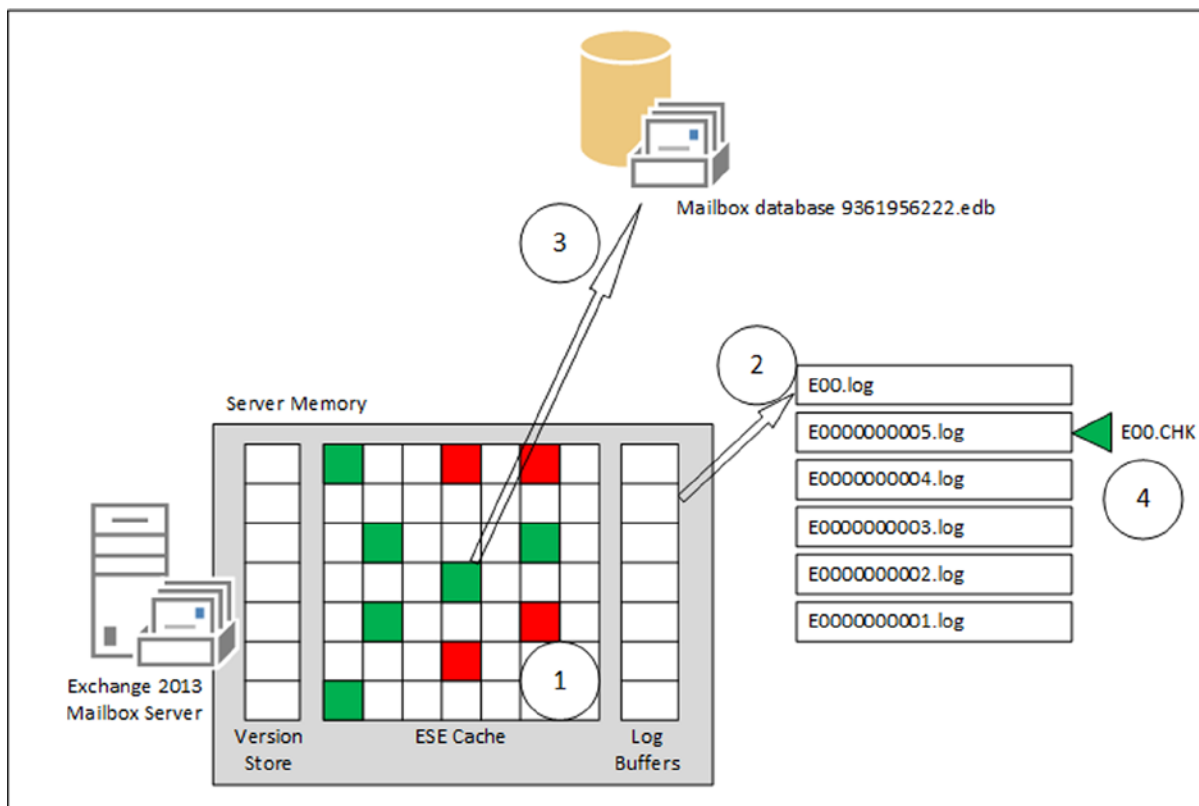 Mailbox database 9361956222.edb
3
2
E00.log
Server Memory
E0000000005.log
E00.CHK
E0000000004.log
4
E0000000003.log
E0000000002.log
E0000000001.log
1
Exchange 2013
Mailbox Server
Version
Store
ESE Cache
Log
Buffers